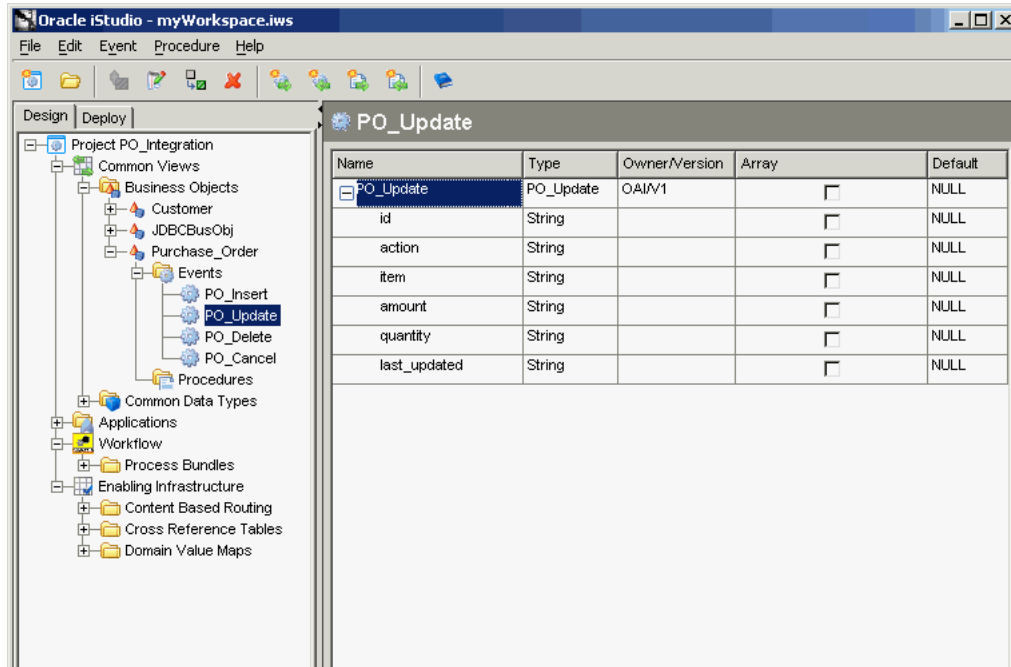 Oracle iStudio - myWorkspace.iws
File Edit Event Procedure Help
Design Deploy
Project PO_Integration
Common Views
Business Objects
Customer
JDBCBusObj
Purchase_Order
Events
PO_Insert
PO_Update
PO_Delete
PO_Cancel
Procedures
Common Data Types
Applications
Workflow
Process Bundles
Enabling Infrastructure
Content Based Routing
Cross Reference Tables
Domain Value Maps
PO_Update
Name Type Owner/Version Array Default
PO_Update PO_Update OAI/V1 NULL
id String NULL
action String NULL
item String NULL
amount String NULL
quantity String NULL
last_updated String NULL